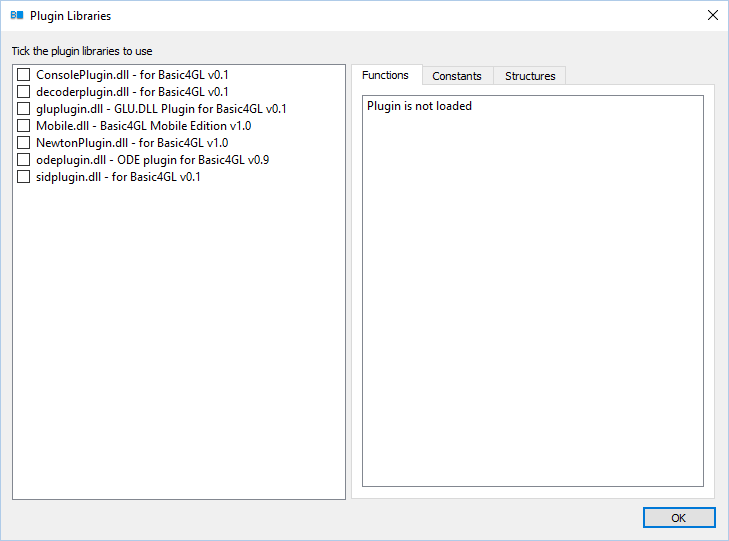 Plugin Libraries
Tick the plugin libraries to use
ConsolePlugin.dll - for Basic4GL v0.1
decoderplugin.dll - for Basic4GL v0.1
gluplugin.dll - GLU.DLL Plugin for Basic4GL v0.1
Mobile.dll - Basic4GL Mobile Edition v1.0
NewtonPlugin.dll - for Basic4GL v1.0
odeplugin.dll - ODE plugin for Basic4GL v0.9
sidplugin.dll - for Basic4GL v0.1
Functions Constants Structures
Plugin is not loaded
OK